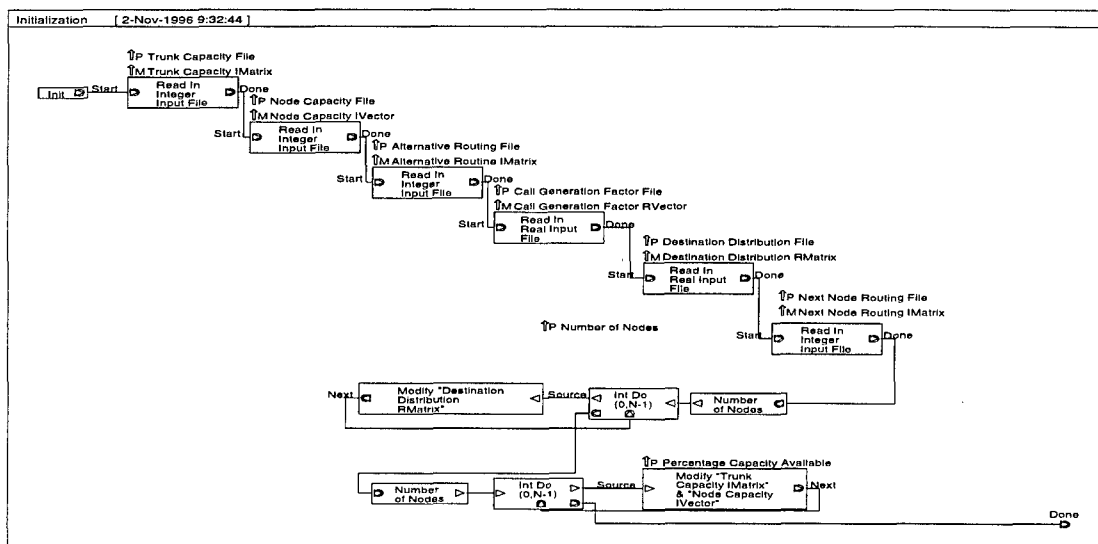 Initialization [ 2-Nov-1996 9:32:44 ]
⇑P Trunk Capacity File
⇑M Trunk Capacity IMatrix
Init
Start
Read In
Integer
Input File
Done
⇑P Node Capacity File
⇑M Node Capacity IVector
Start
Read In
Integer
Input File
Done
⇑P Alternative Routing File
⇑M Alternative Routing IMatrix
Start
Read In
Integer
Input File
Done
⇑P Call Generation Factor File
⇑M Call Generation Factor RVector
Start
Read In
Real Input
File
Done
⇑P Destination Distribution File
⇑M Destination Distribution RMatrix
Start
Read In
Real Input
File
Done
⇑P Next Node Routing File
⇑M Next Node Routing IMatrix
Start
Read In
Integer
Input File
Done
⇑P Number of Nodes
Next
Modify "Destination
Distribution
RMatrix"
Source
Int Do
(0,N-1)
Number
of Nodes
⇑P Percentage Capacity Available
Number
of Nodes
Int Do
(0,N-1)
Source
Modify "Trunk
Capacity IMatrix"
& "Node Capacity
IVector"
Next
Done